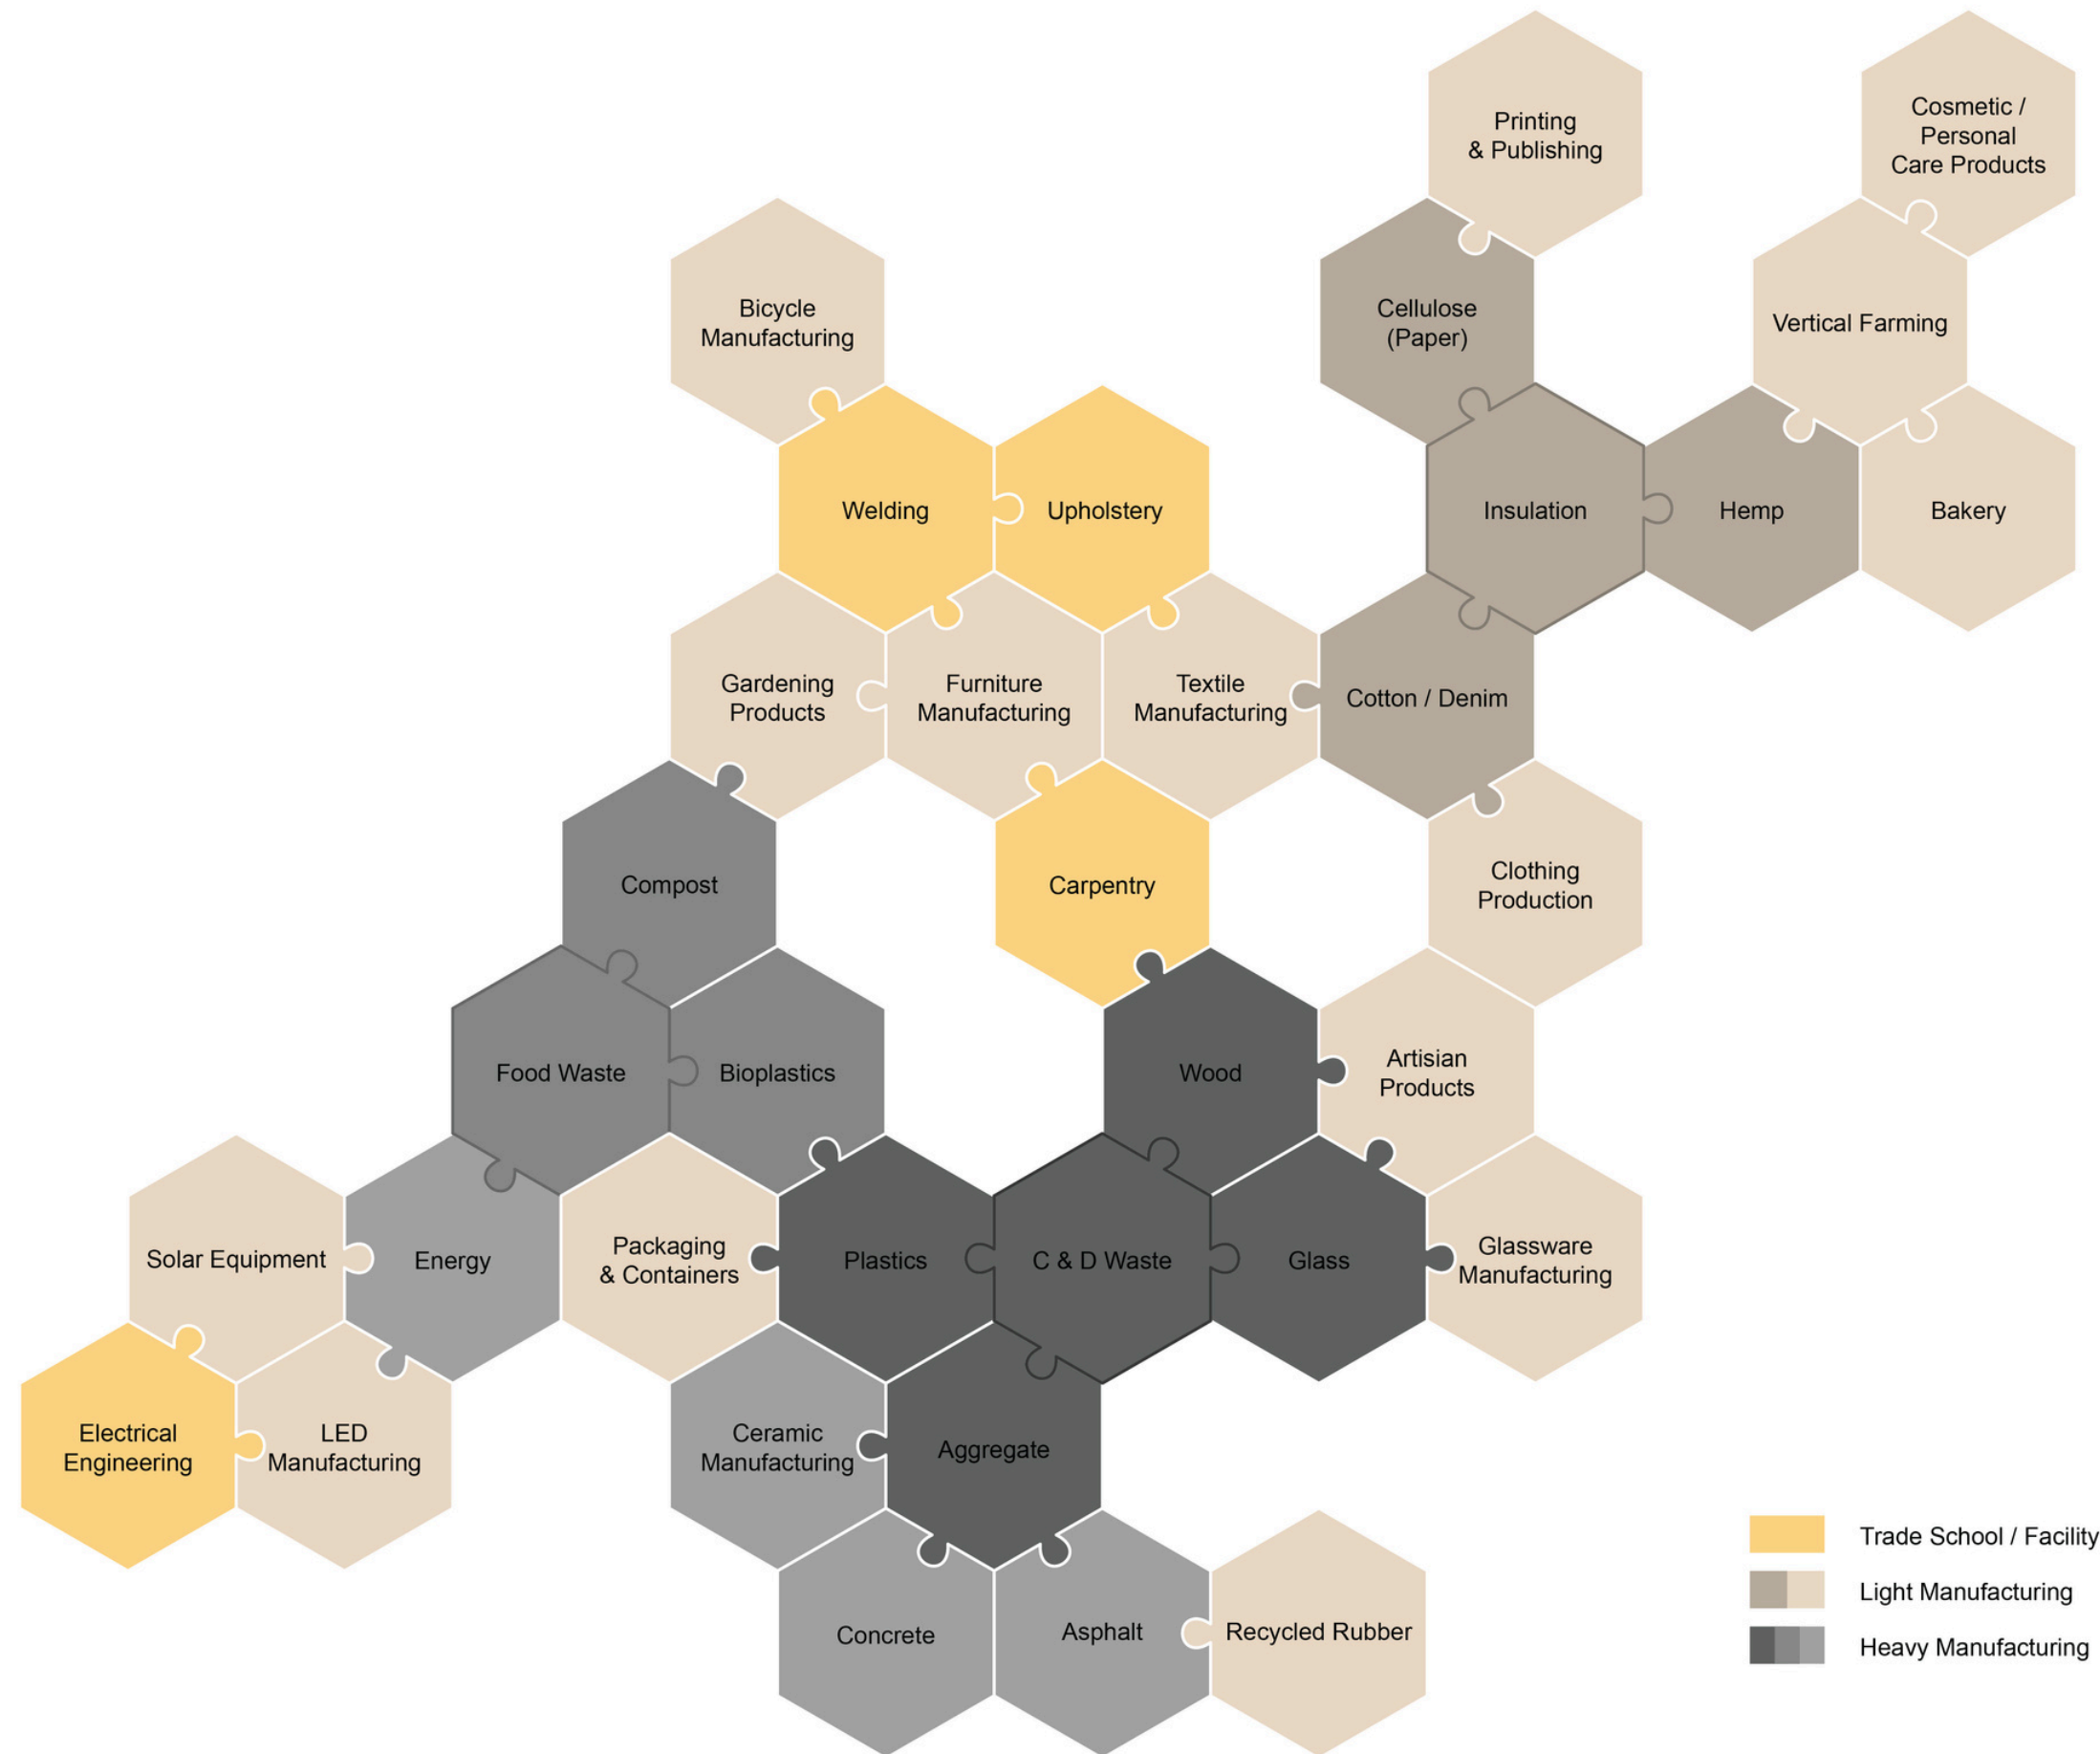 Printing
& Publishing
Cosmetic /
Personal
Care Products
Bicycle
Manufacturing
Cellulose
(Paper)
Vertical Farming
Welding
Upholstery
Insulation
Hemp
Bakery
Gardening
Products
Furniture
Manufacturing
Textile
Manufacturing
Cotton / Denim
Compost
Carpentry
Clothing
Production
Food Waste
Bioplastics
Wood
Artisian
Products
Solar Equipment
Energy
Packaging
& Containers
Plastics
C & D Waste
Glass
Glassware
Manufacturing
Electrical
Engineering
LED
Manufacturing
Ceramic
Manufacturing
Aggregate
Concrete
Asphalt
Recycled Rubber
Trade School / Facility
Light Manufacturing
Heavy Manufacturing